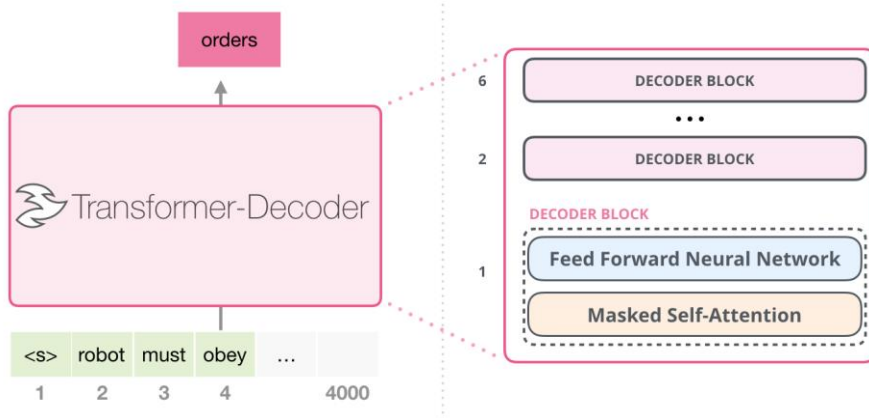 orders
Transformer-Decoder
<s> robot must obey ...
1 2 3 4 4000
6 DECODER BLOCK
...
2 DECODER BLOCK
DECODER BLOCK
1
Feed Forward Neural Network
Masked Self-Attention